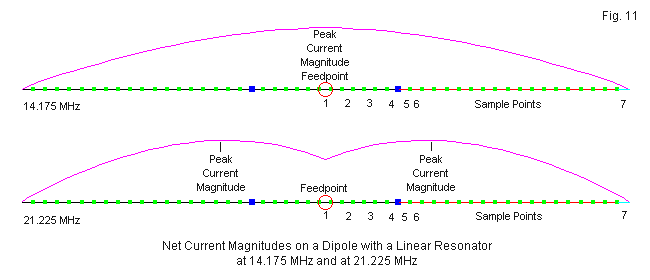 Fig. 11
Peak
Current
Magnitude
Feedpoint
14.175 MHz
1 2 3 4 5 6 Sample Points 7
Peak
Current
Magnitude
Feedpoint
Peak
Current
Magnitude
21.225 MHz
1 2 3 4 5 6 Sample Points 7
Net Current Magnitudes on a Dipole with a Linear Resonator
at 14.175 MHz and at 21.225 MHz